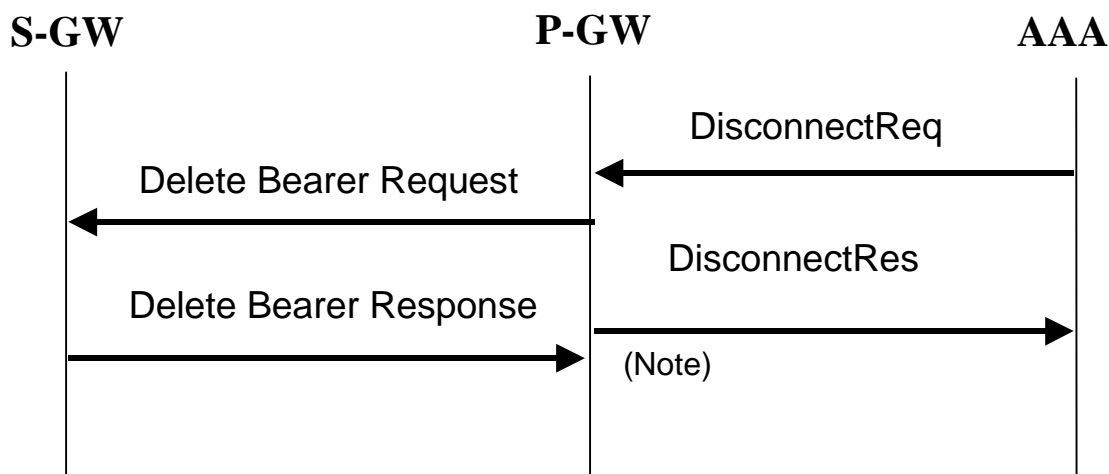 S-GW
P-GW
AAA
DisconnectReq
Delete Bearer Request
DisconnectRes
Delete Bearer Response
(Note)